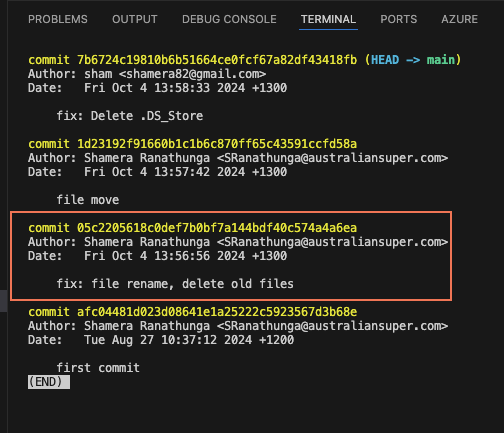 PROBLEMS OUTPUT DEBUG CONSOLE TERMINAL PORTS AZURE
commit 7b6724c19810b6b51664ce0fcf67a82df43418fb (HEAD -> main)
Author: sham <shamera82@gmail.com>
Date: Fri Oct 4 13:58:33 2024 +1300
fix: Delete .DS_Store
commit 1d23192f91660b1c1b6c870ff65c43591ccfd58a
Author: Shamera Ranathunga <SRanathunga@australiansuper.com>
Date: Fri Oct 4 13:57:42 2024 +1300
file move
commit 05c2205618c0def7b0bf7a144bdf40c574a4a6ea
Author: Shamera Ranathunga <SRanathunga@australiansuper.com>
Date: Fri Oct 4 13:56:56 2024 +1300
fix: file rename, delete old files
commit afc04481d023d08641e1a25222c5923567d3b68e
Author: Shamera Ranathunga <SRanathunga@australiansuper.com>
Date: Tue Aug 27 10:37:12 2024 +1200
first commit
(END)